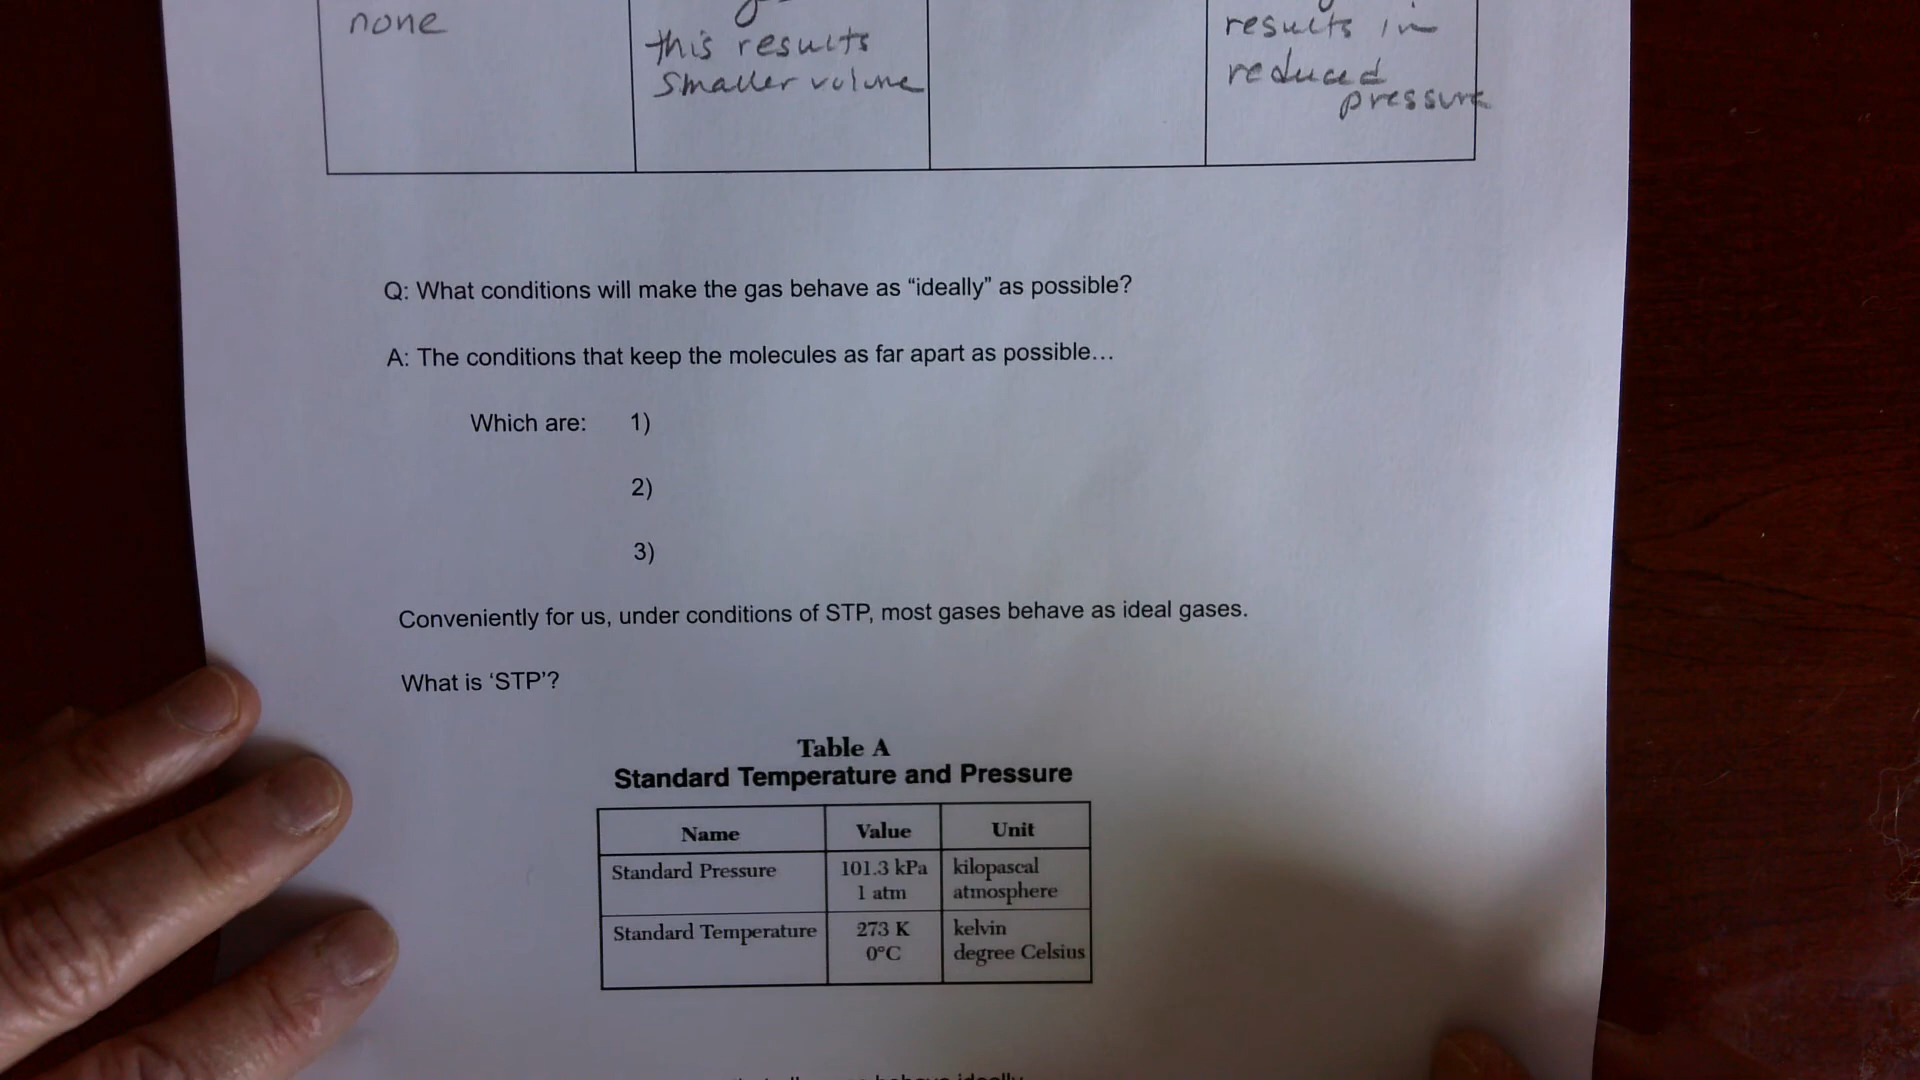 none
this results
smaller volume
results in
reduced
pressure
Q: What conditions will make the gas behave as “ideally” as possible?
A: The conditions that keep the molecules as far apart as possible…
Which are: 1)
2)
3)
Conveniently for us, under conditions of STP, most gases behave as ideal gases.
What is ‘STP’?
Table A
Standard Temperature and Pressure
Name Value Unit
Standard Pressure 101.3 kPa kilopascal
1 atm atmosphere
Standard Temperature 273 K kelvin
0°C degree Celsius